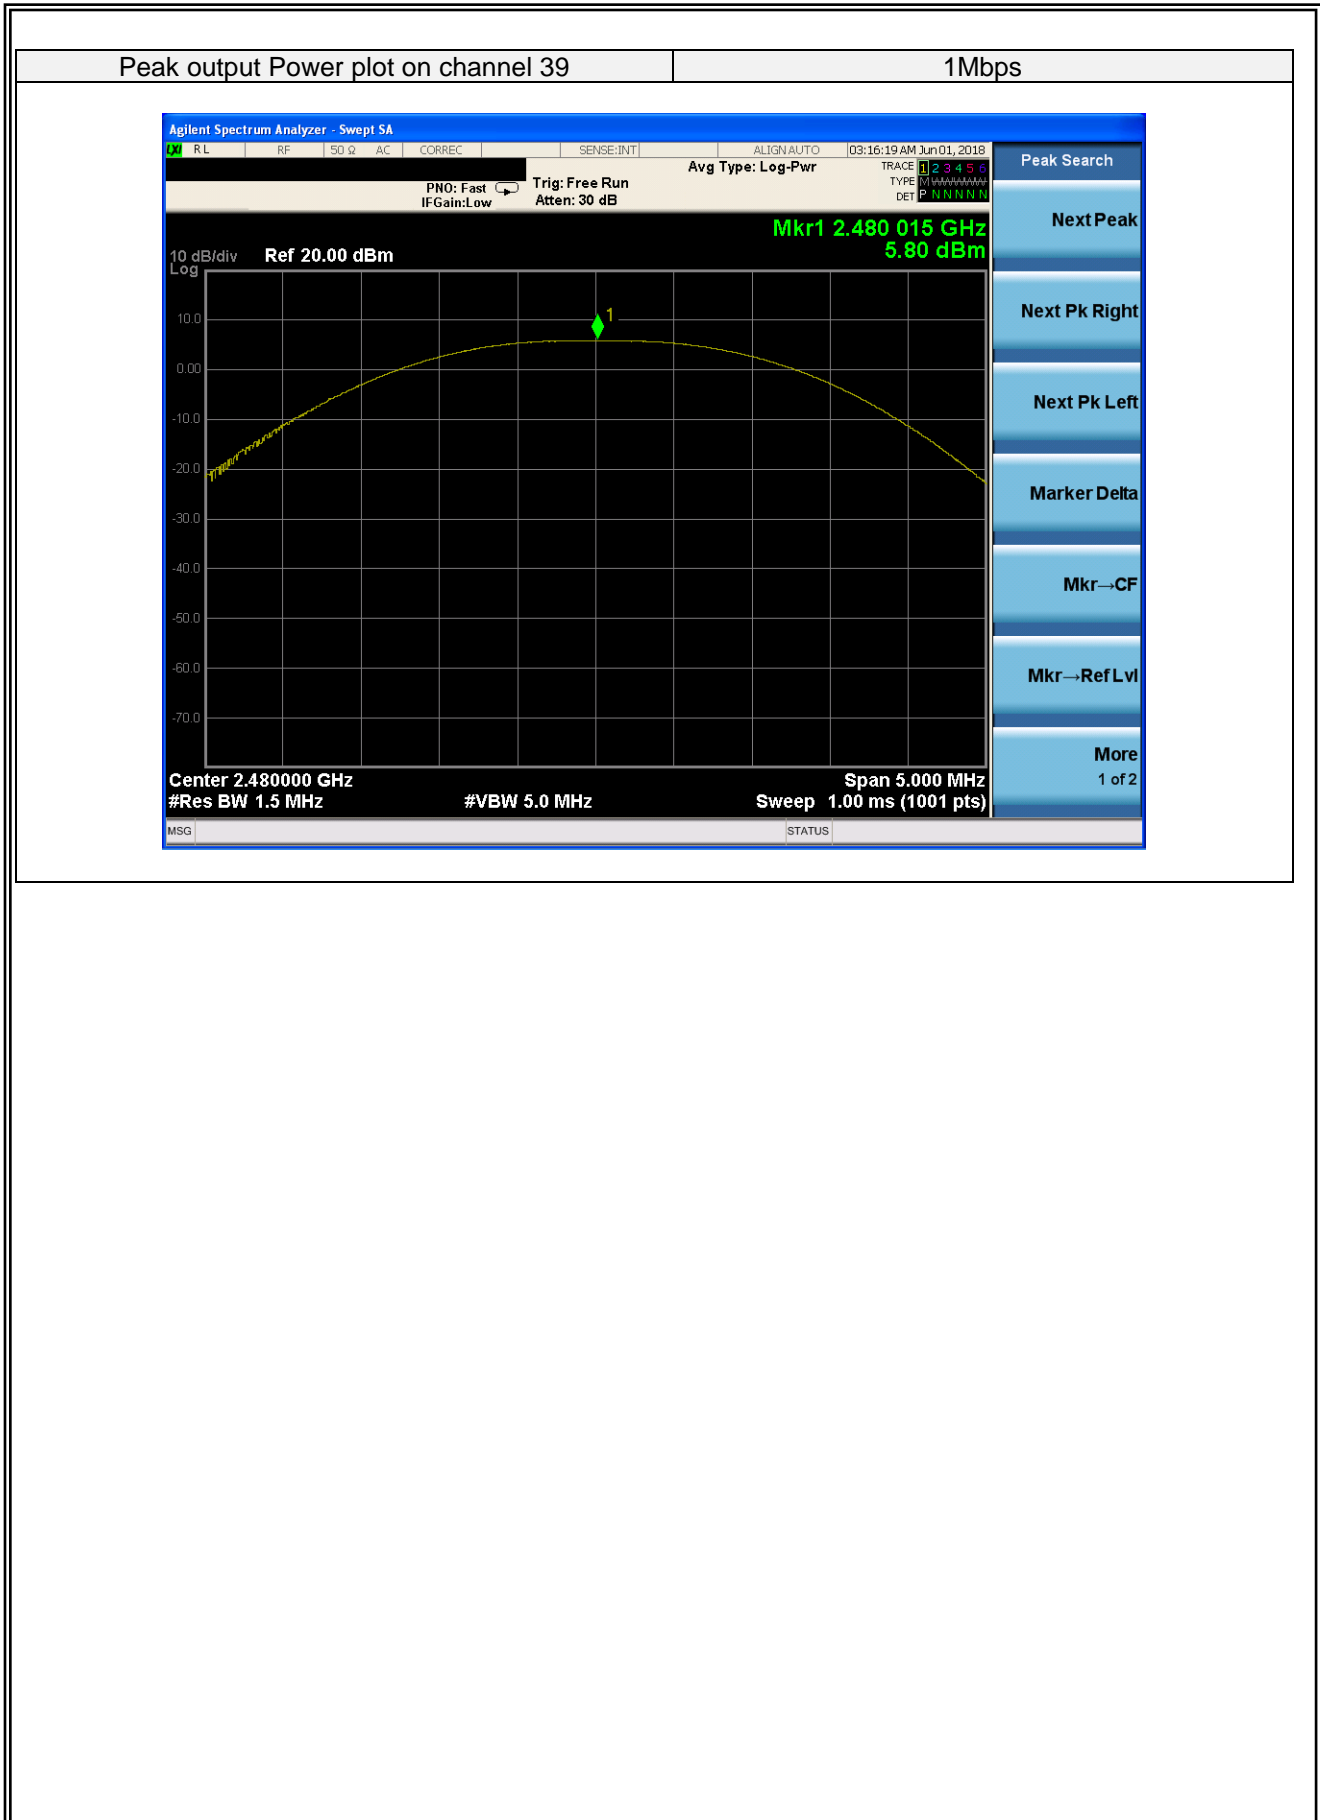 Peak output Power plot on channel 39 1Mbps
Agilent Spectrum Analyzer - Swept SA
LXI RL RF 50 Ω AC CORREC SENSE:INT ALIGN AUTO 03:16:19 AM Jun 01, 2018
Avg Type: Log-Pwr TRACE 1 2 3 4 5 6
PNO: Fast Trig: Free Run TYPE M WWWWW
IFGain:Low Atten: 30 dB DET P N N N N N
Mkr1 2.480 015 GHz
5.80 dBm
10 dB/div Ref 20.00 dBm
Log
1
10.0
0.00
-10.0
-20.0
-30.0
-40.0
-50.0
-60.0
-70.0
Center 2.480000 GHz Span 5.000 MHz
#Res BW 1.5 MHz #VBW 5.0 MHz Sweep 1.00 ms (1001 pts)
MSG STATUS
Peak Search
Next Peak
Next Pk Right
Next Pk Left
Marker Delta
Mkr→CF
Mkr→Ref Lvl
More
1 of 2